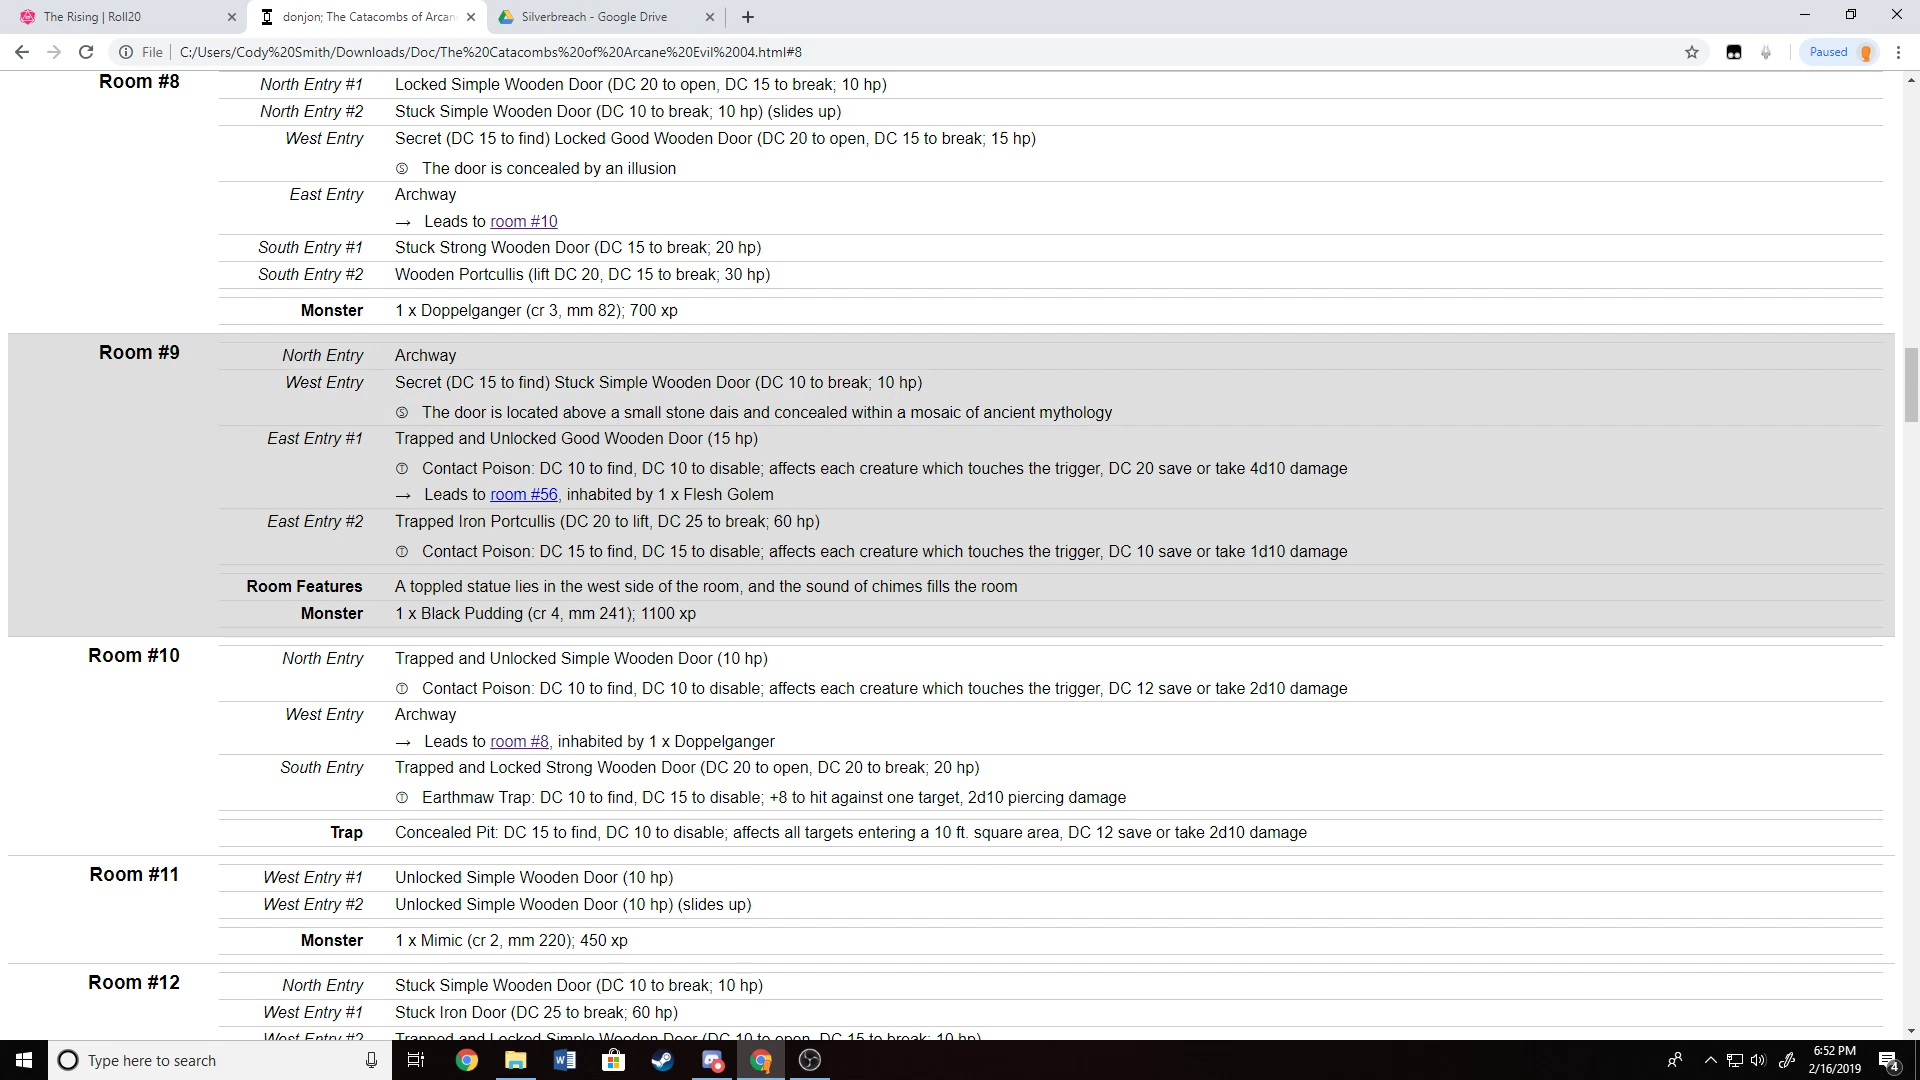 The Rising | Roll20
donjon; The Catacombs of Arcan
Silverbreach - Google Drive
File
C:/Users/Cody%20Smith/Downloads/Doc/The%20Catacombs%20of%20Arcane%20Evil%2004.html#8
Paused
Room #8
North Entry #1 Locked Simple Wooden Door (DC 20 to open, DC 15 to break; 10 hp)
North Entry #2 Stuck Simple Wooden Door (DC 10 to break; 10 hp) (slides up)
West Entry Secret (DC 15 to find) Locked Good Wooden Door (DC 20 to open, DC 15 to break; 15 hp)
Ⓢ The door is concealed by an illusion
East Entry Archway
→ Leads to room #10
South Entry #1 Stuck Strong Wooden Door (DC 15 to break; 20 hp)
South Entry #2 Wooden Portcullis (lift DC 20, DC 15 to break; 30 hp)
Monster 1 x Doppelganger (cr 3, mm 82); 700 xp
Room #9
North Entry Archway
West Entry Secret (DC 15 to find) Stuck Simple Wooden Door (DC 10 to break; 10 hp)
Ⓢ The door is located above a small stone dais and concealed within a mosaic of ancient mythology
East Entry #1 Trapped and Unlocked Good Wooden Door (15 hp)
Ⓣ Contact Poison: DC 10 to find, DC 10 to disable; affects each creature which touches the trigger, DC 20 save or take 4d10 damage
→ Leads to room #56, inhabited by 1 x Flesh Golem
East Entry #2 Trapped Iron Portcullis (DC 20 to lift, DC 25 to break; 60 hp)
Ⓣ Contact Poison: DC 15 to find, DC 15 to disable; affects each creature which touches the trigger, DC 10 save or take 1d10 damage
Room Features A toppled statue lies in the west side of the room, and the sound of chimes fills the room
Monster 1 x Black Pudding (cr 4, mm 241); 1100 xp
Room #10
North Entry Trapped and Unlocked Simple Wooden Door (10 hp)
Ⓣ Contact Poison: DC 10 to find, DC 10 to disable; affects each creature which touches the trigger, DC 12 save or take 2d10 damage
West Entry Archway
→ Leads to room #8, inhabited by 1 x Doppelganger
South Entry Trapped and Locked Strong Wooden Door (DC 20 to open, DC 20 to break; 20 hp)
Ⓣ Earthmaw Trap: DC 10 to find, DC 15 to disable; +8 to hit against one target, 2d10 piercing damage
Trap Concealed Pit: DC 15 to find, DC 10 to disable; affects all targets entering a 10 ft. square area, DC 12 save or take 2d10 damage
Room #11
West Entry #1 Unlocked Simple Wooden Door (10 hp)
West Entry #2 Unlocked Simple Wooden Door (10 hp) (slides up)
Monster 1 x Mimic (cr 2, mm 220); 450 xp
Room #12
North Entry Stuck Simple Wooden Door (DC 10 to break; 10 hp)
West Entry #1 Stuck Iron Door (DC 25 to break; 60 hp)
West Entry #2 Trapped and Locked Simple Wooden Door (DC 10 to open, DC 15 to break; 10 hp)
Type here to search
6:52 PM
2/16/2019
4